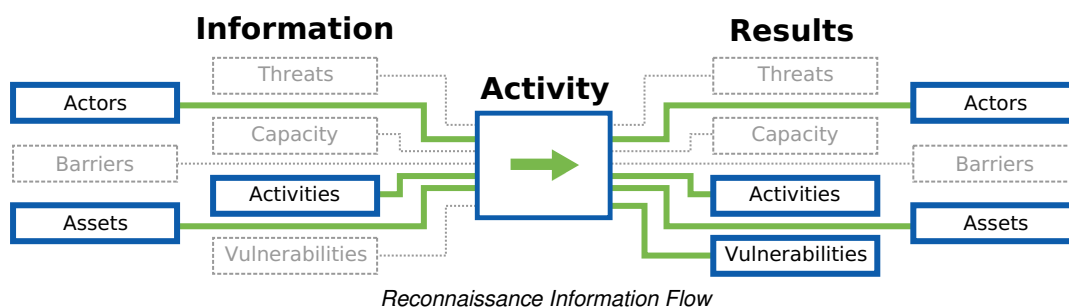 Information
Results
Threats
Threats
Activity
Actors
Actors
Capacity
Capacity
Barriers
Barriers
Activities
Activities
Assets
Assets
Vulnerabilities
Vulnerabilities
Reconnaissance Information Flow